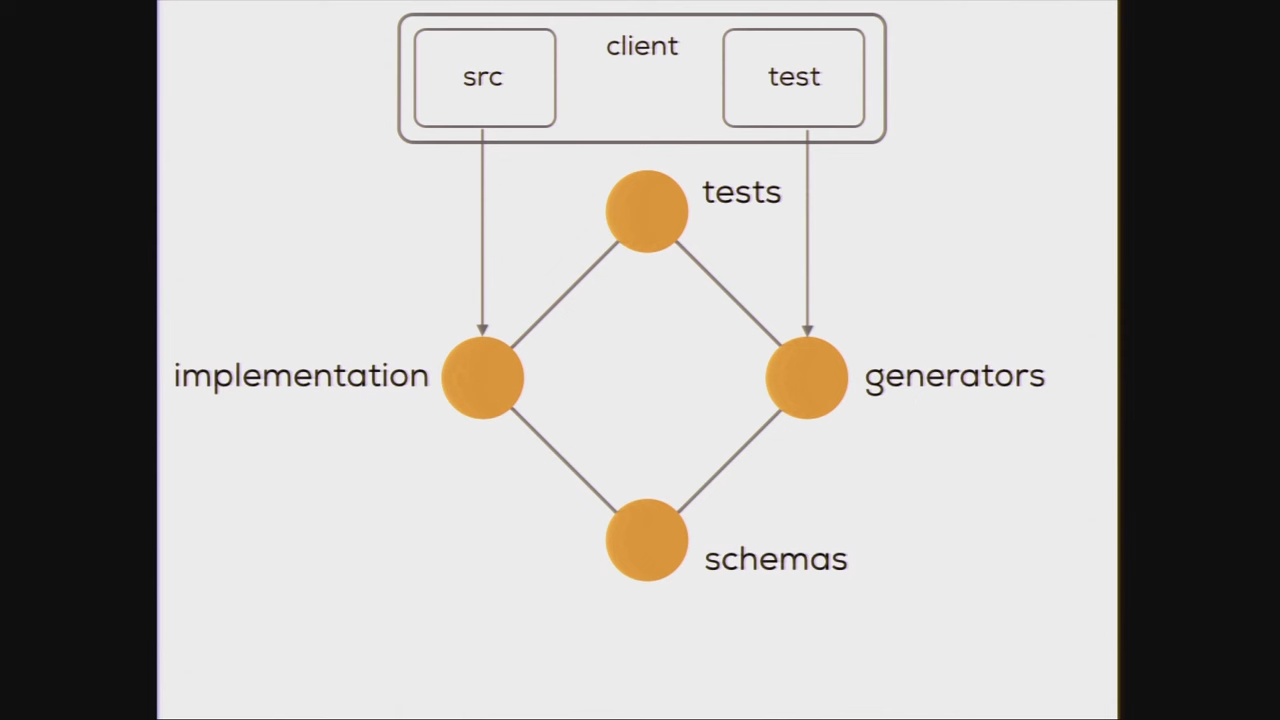 client
src
test
tests
implementation
generators
schemas